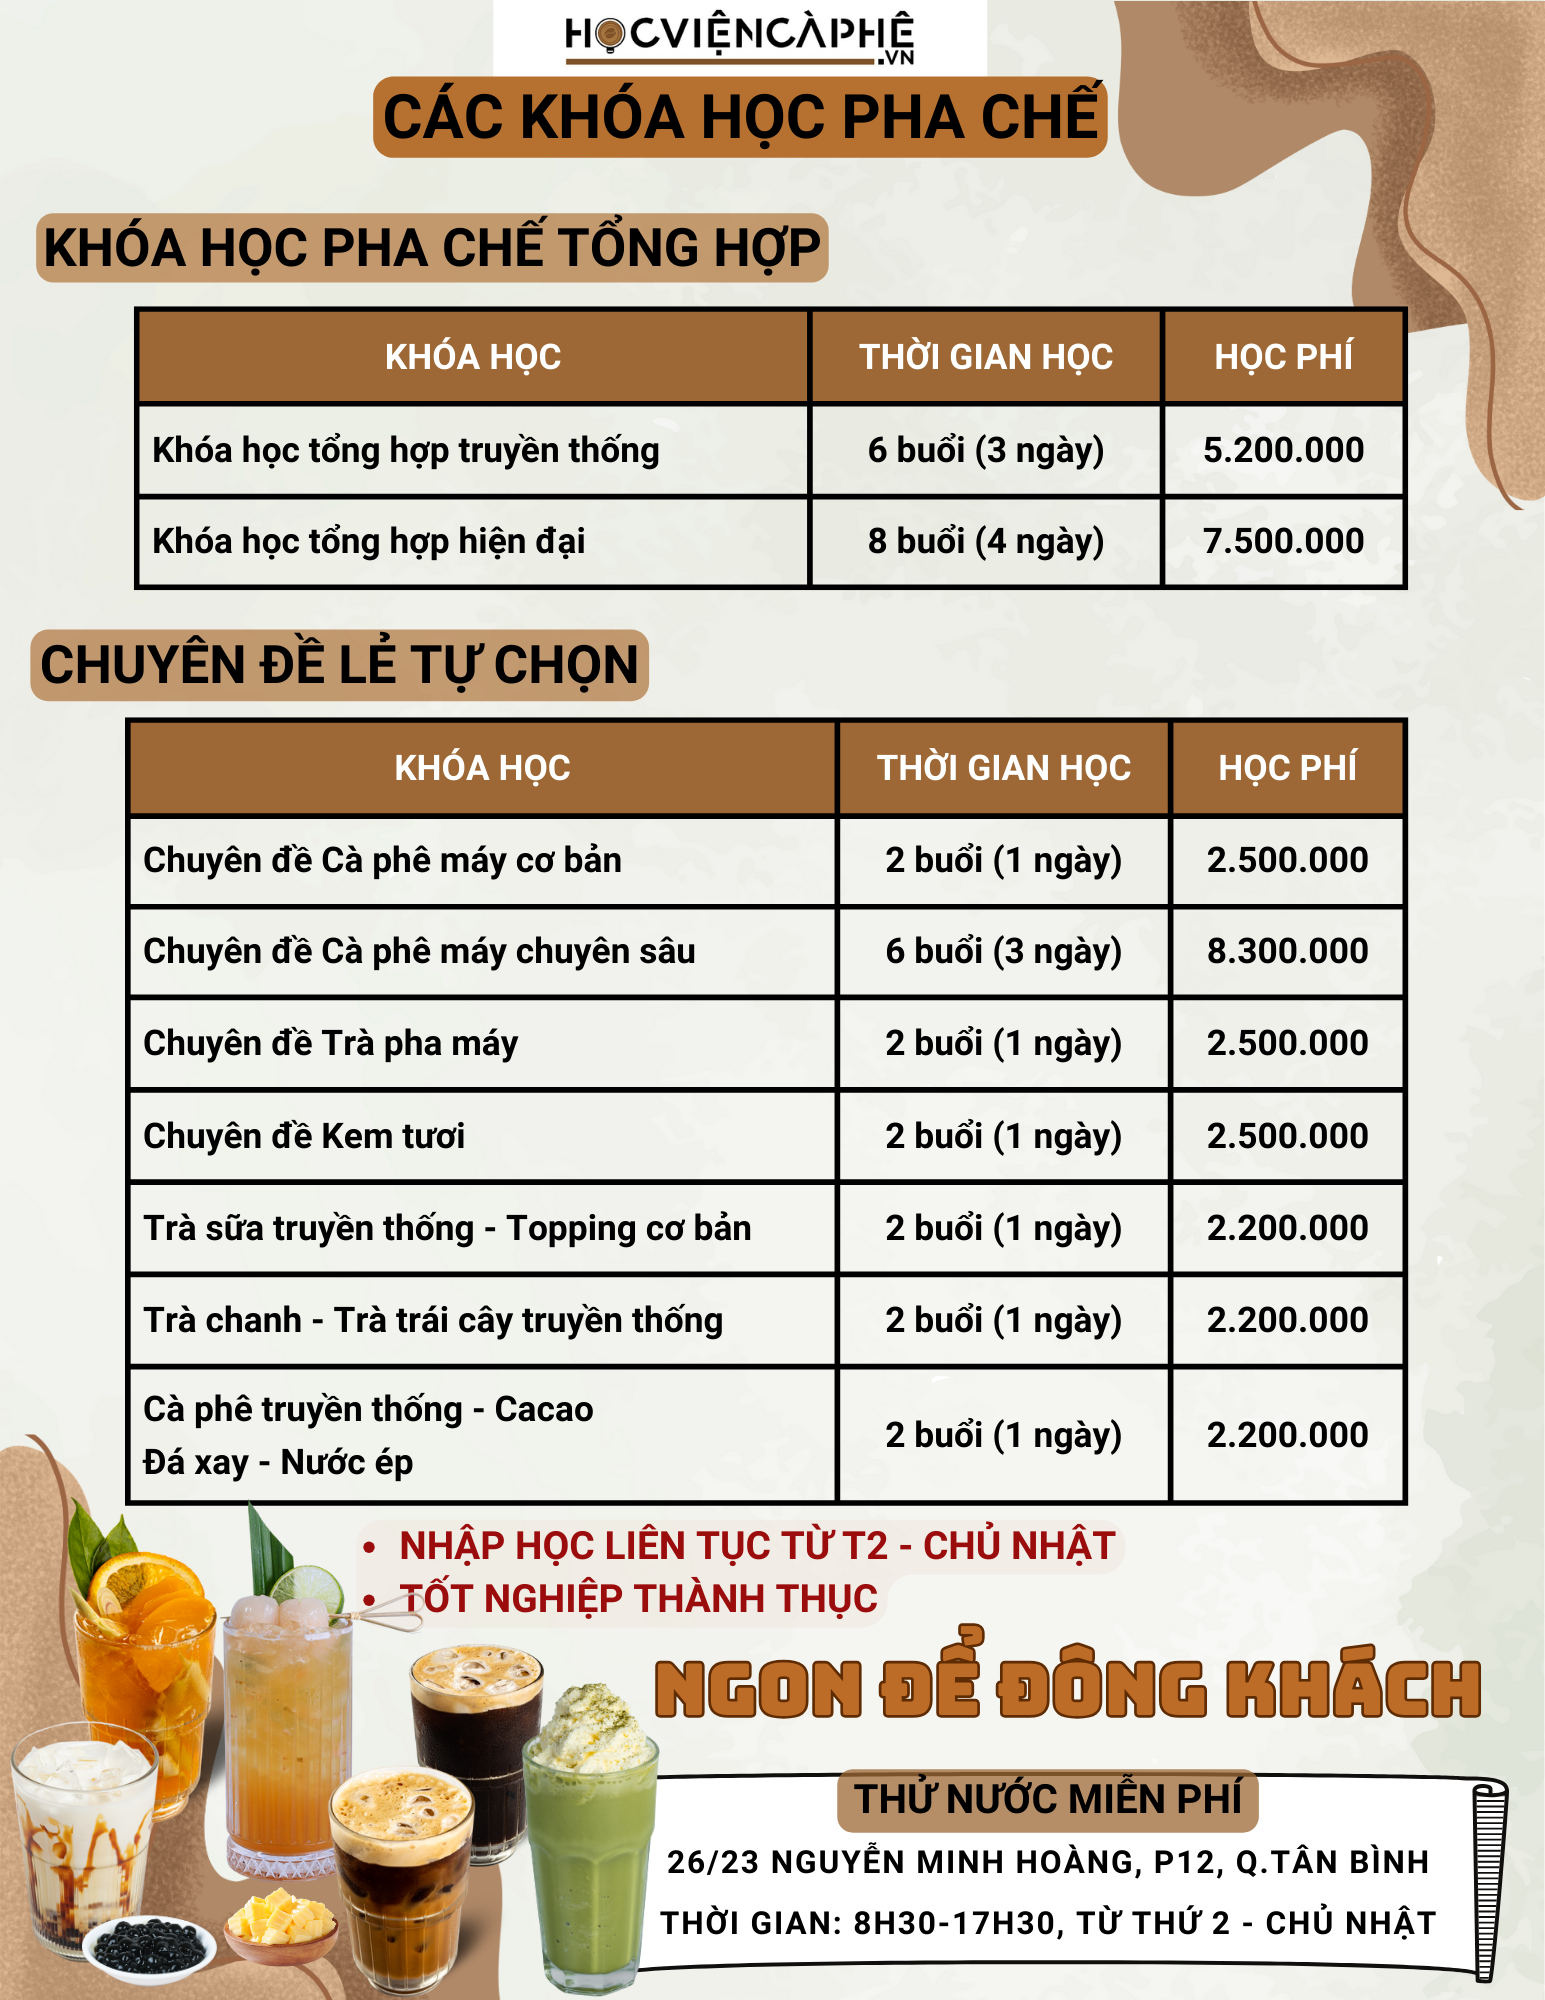 HỌCVIỆNCÀPHÊ
.VN
CÁC KHÓA HỌC PHA CHẾ
KHÓA HỌC PHA CHẾ TỔNG HỢP
KHÓA HỌC THỜI GIAN HỌC HỌC PHÍ
Khóa học tổng hợp truyền thống 6 buổi (3 ngày) 5.200.000
Khóa học tổng hợp hiện đại 8 buổi (4 ngày) 7.500.000
CHUYÊN ĐỀ LẺ TỰ CHỌN
KHÓA HỌC THỜI GIAN HỌC HỌC PHÍ
Chuyên đề Cà phê máy cơ bản 2 buổi (1 ngày) 2.500.000
Chuyên đề Cà phê máy chuyên sâu 6 buổi (3 ngày) 8.300.000
Chuyên đề Trà pha máy 2 buổi (1 ngày) 2.500.000
Chuyên đề Kem tươi 2 buổi (1 ngày) 2.500.000
Trà sữa truyền thống - Topping cơ bản 2 buổi (1 ngày) 2.200.000
Trà chanh - Trà trái cây truyền thống 2 buổi (1 ngày) 2.200.000
Cà phê truyền thống - Cacao
Đá xay - Nước ép 2 buổi (1 ngày) 2.200.000
• NHẬP HỌC LIÊN TỤC TỪ T2 - CHỦ NHẬT
• TỐT NGHIỆP THÀNH THỤC
NGON ĐỂ ĐÔNG KHÁCH
THỬ NƯỚC MIỄN PHÍ
26/23 NGUYỄN MINH HOÀNG, P12, Q.TÂN BÌNH
THỜI GIAN: 8H30-17H30, TỪ THỨ 2 - CHỦ NHẬT